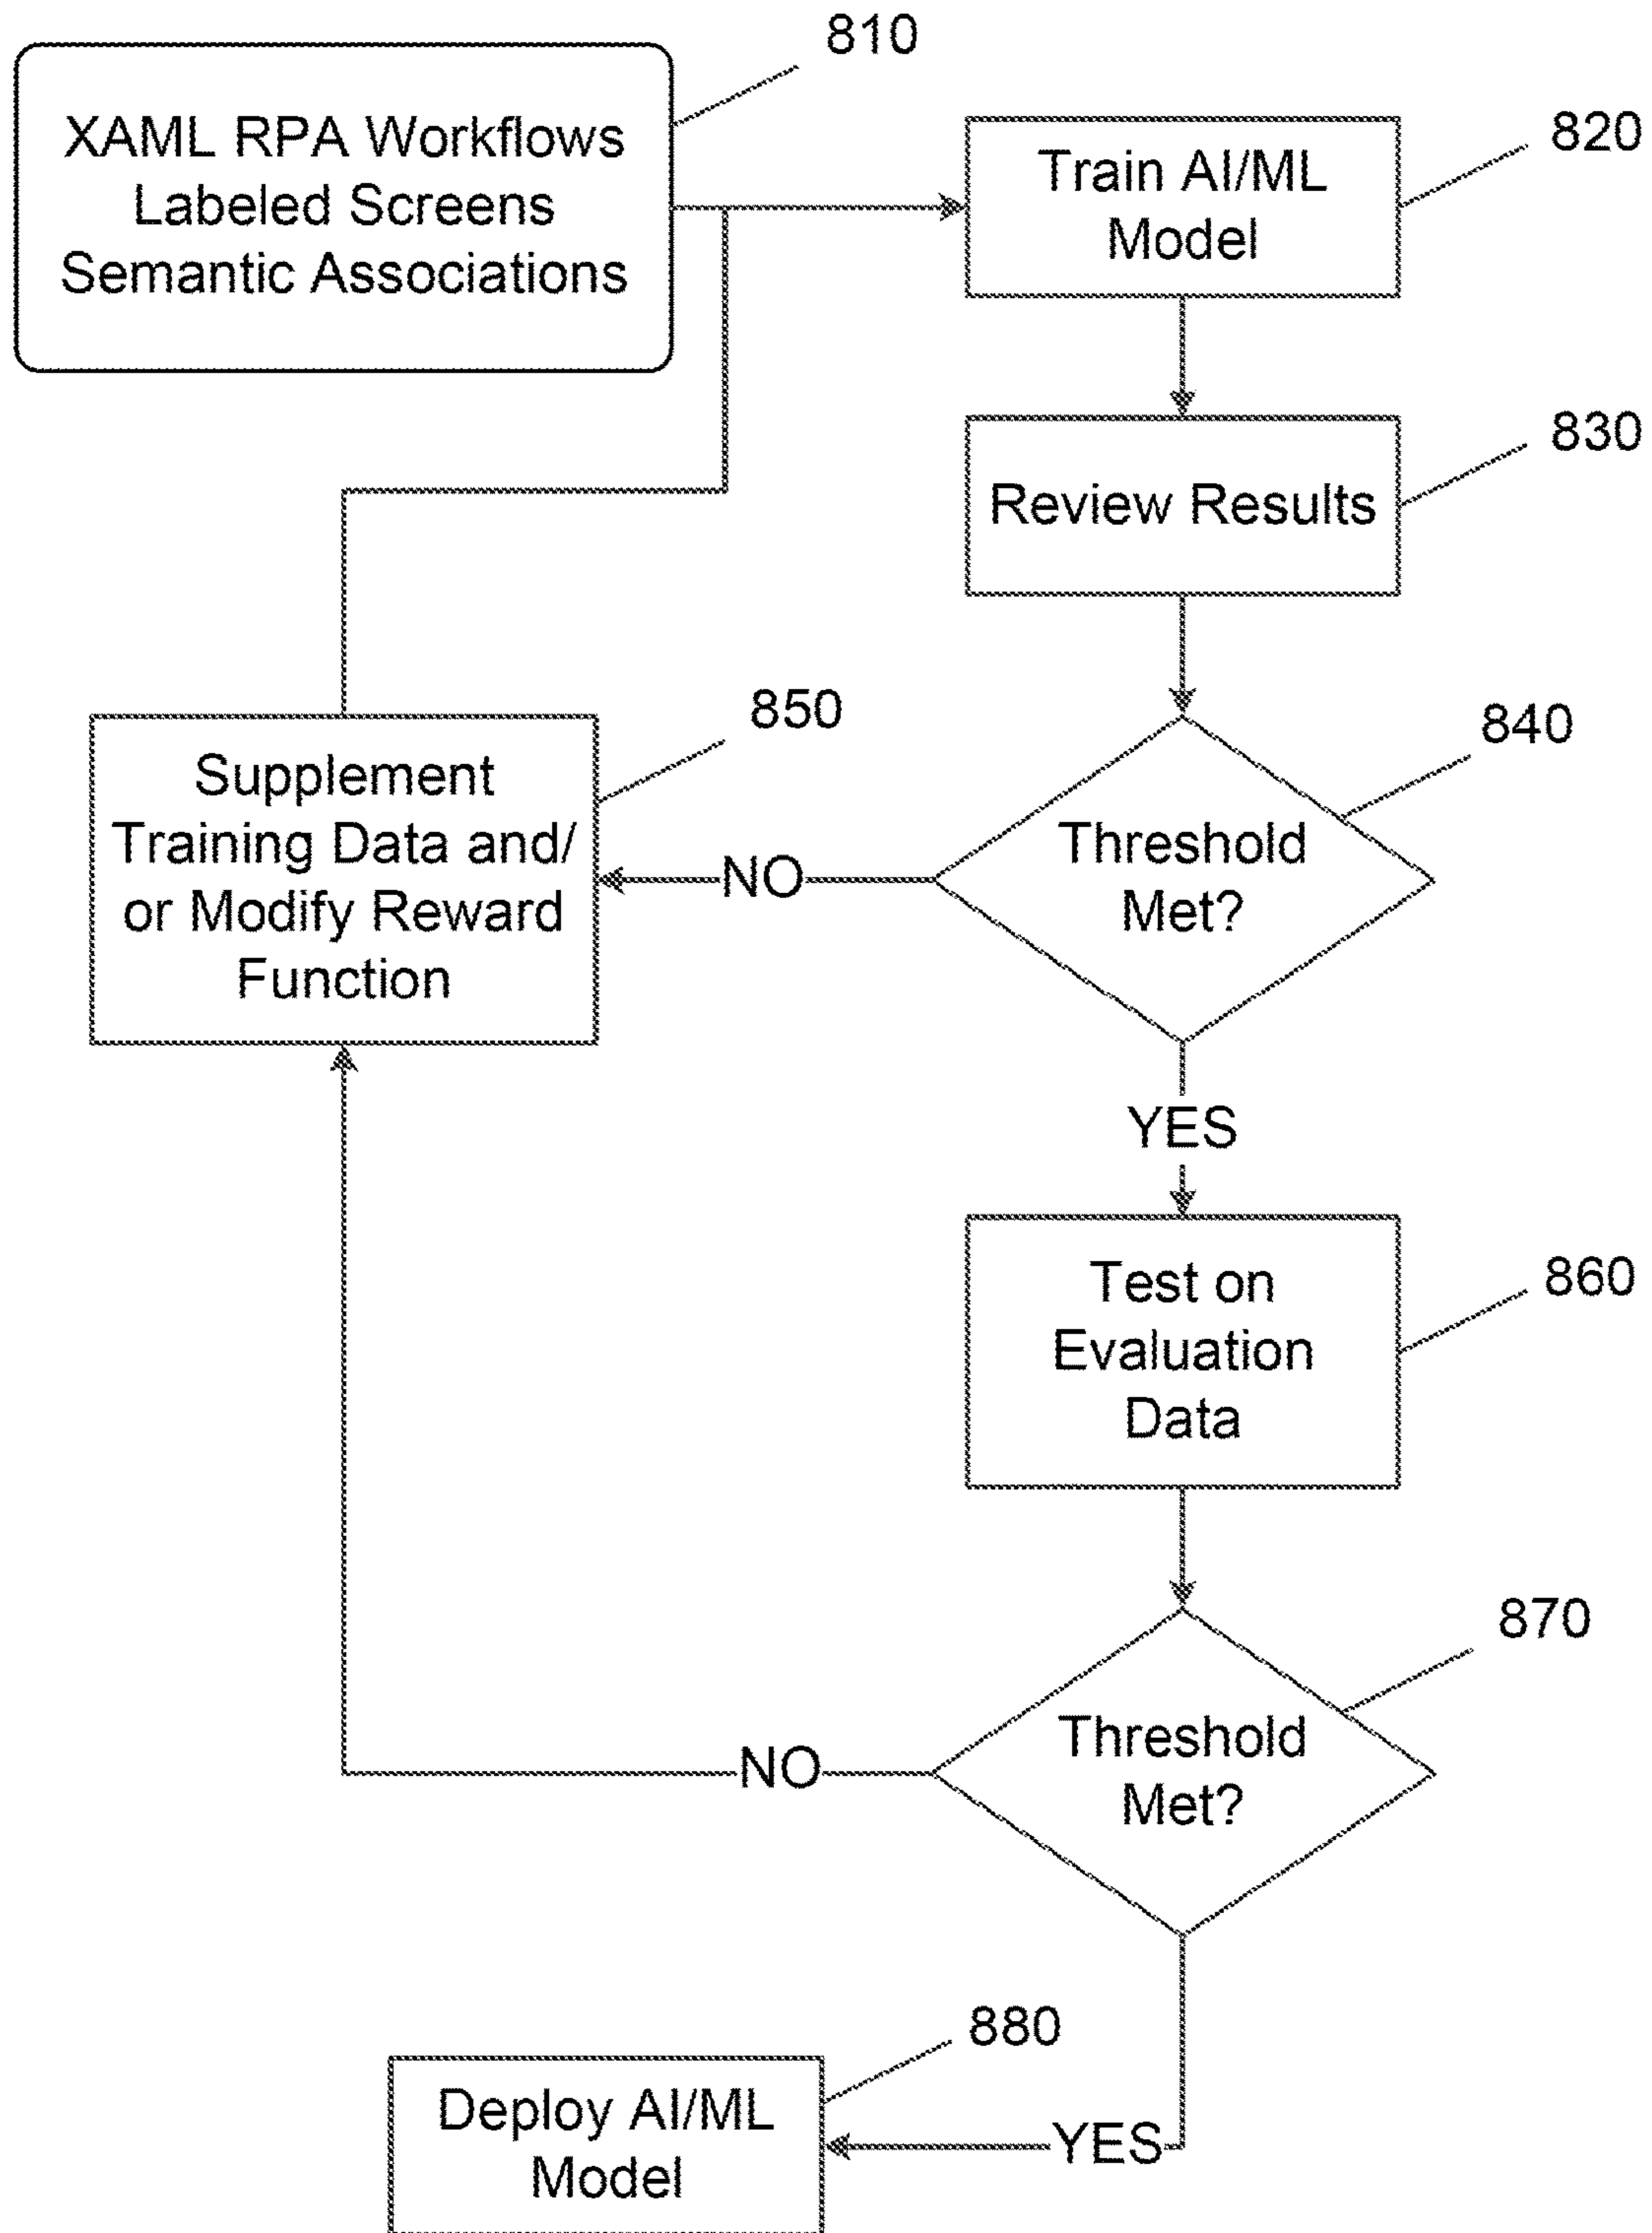 810
XAML RPA Workflows
Labeled Screens
Semantic Associations
820
Train AI/ML
Model
830
Review Results
840
Threshold
Met?
850
Supplement
Training Data and/
or Modify Reward
Function
NO
YES
860
Test on
Evaluation
Data
870
Threshold
Met?
NO
880
Deploy AI/ML
Model
YES